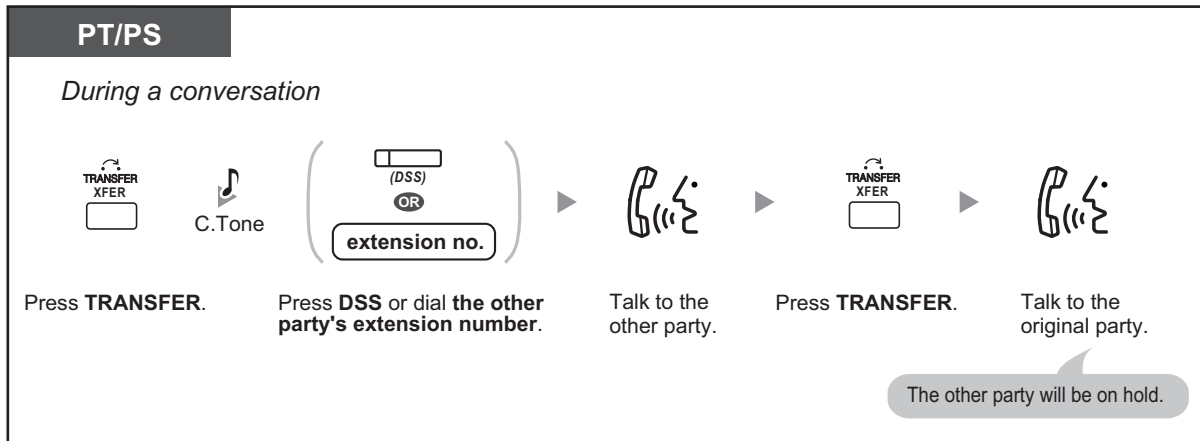 PT/PS
During a conversation
TRANSFER
XFER
C.Tone
(DSS)
OR
extension no.
TRANSFER
XFER
Press TRANSFER.
Press DSS or dial the other
party's extension number.
Talk to the
other party.
Press TRANSFER.
Talk to the
original party.
The other party will be on hold.